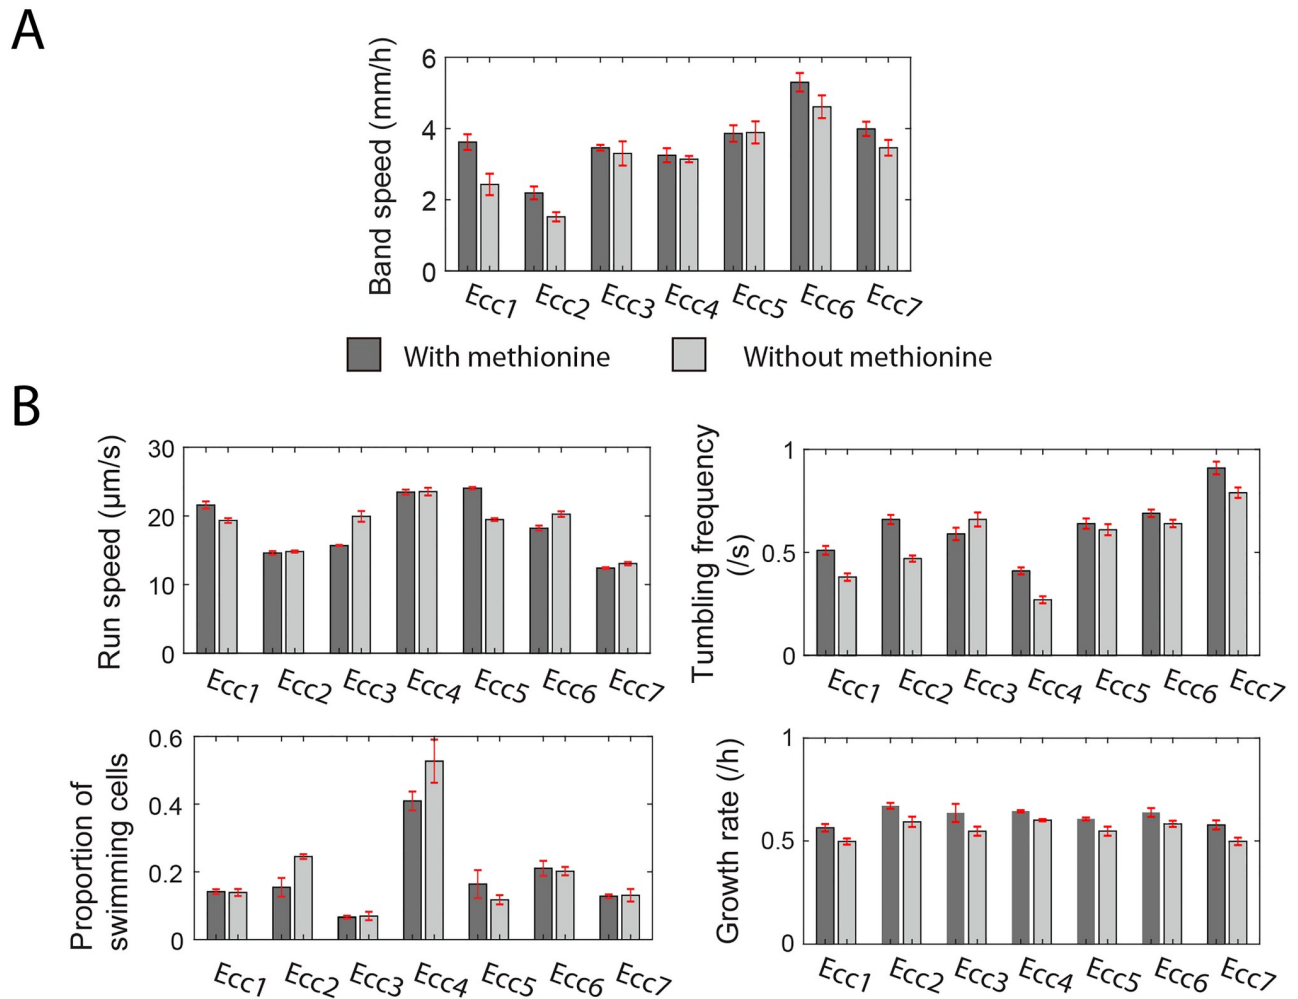 A
Band speed (mm/h)
6
4
2
0
Ecc1 Ecc2 Ecc3 Ecc4 Ecc5 Ecc6 Ecc7
With methionine Without methionine
B
Run speed (μm/s)
30
20
10
0
Ecc1 Ecc2 Ecc3 Ecc4 Ecc5 Ecc6 Ecc7
Tumbling frequency
(/s)
1
0.5
0
Ecc1 Ecc2 Ecc3 Ecc4 Ecc5 Ecc6 Ecc7
Proportion of
swimming cells
0.6
0.4
0.2
0
Ecc1 Ecc2 Ecc3 Ecc4 Ecc5 Ecc6 Ecc7
Growth rate (/h)
1
0.5
0
Ecc1 Ecc2 Ecc3 Ecc4 Ecc5 Ecc6 Ecc7